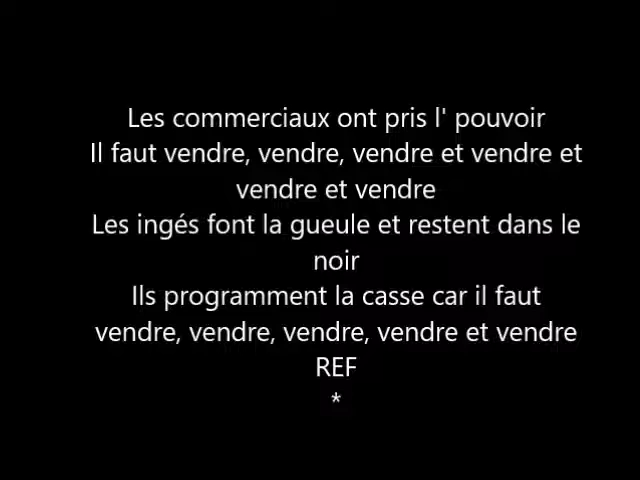 Les commerciaux ont pris l' pouvoir
Il faut vendre, vendre, vendre et vendre et
vendre et vendre
Les ingés font la gueule et restent dans le
noir
Ils programment la casse car il faut
vendre, vendre, vendre, vendre et vendre
REF
*